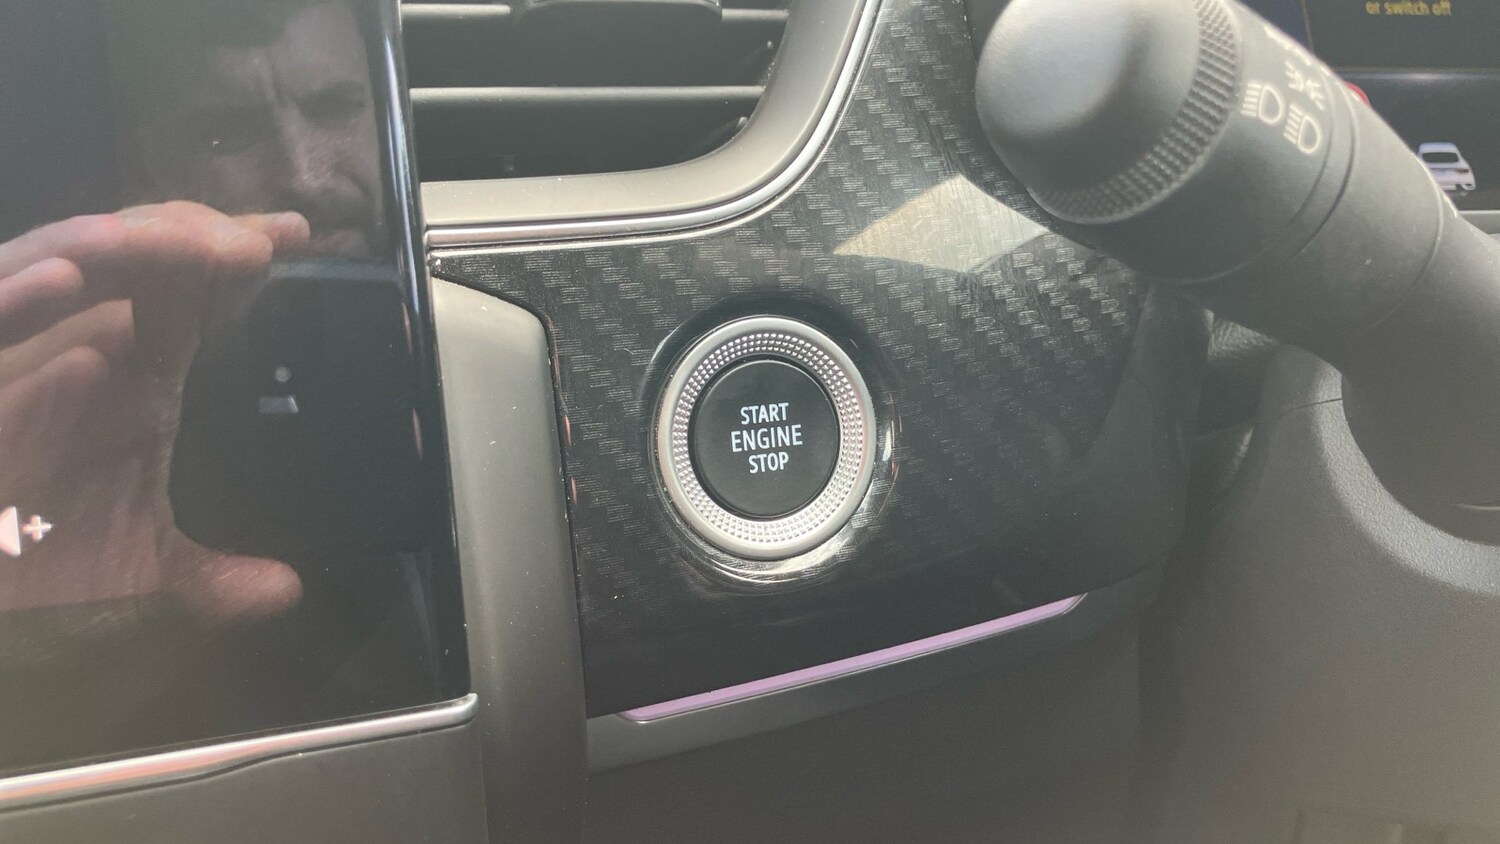 or switch off
START
ENGINE
STOP